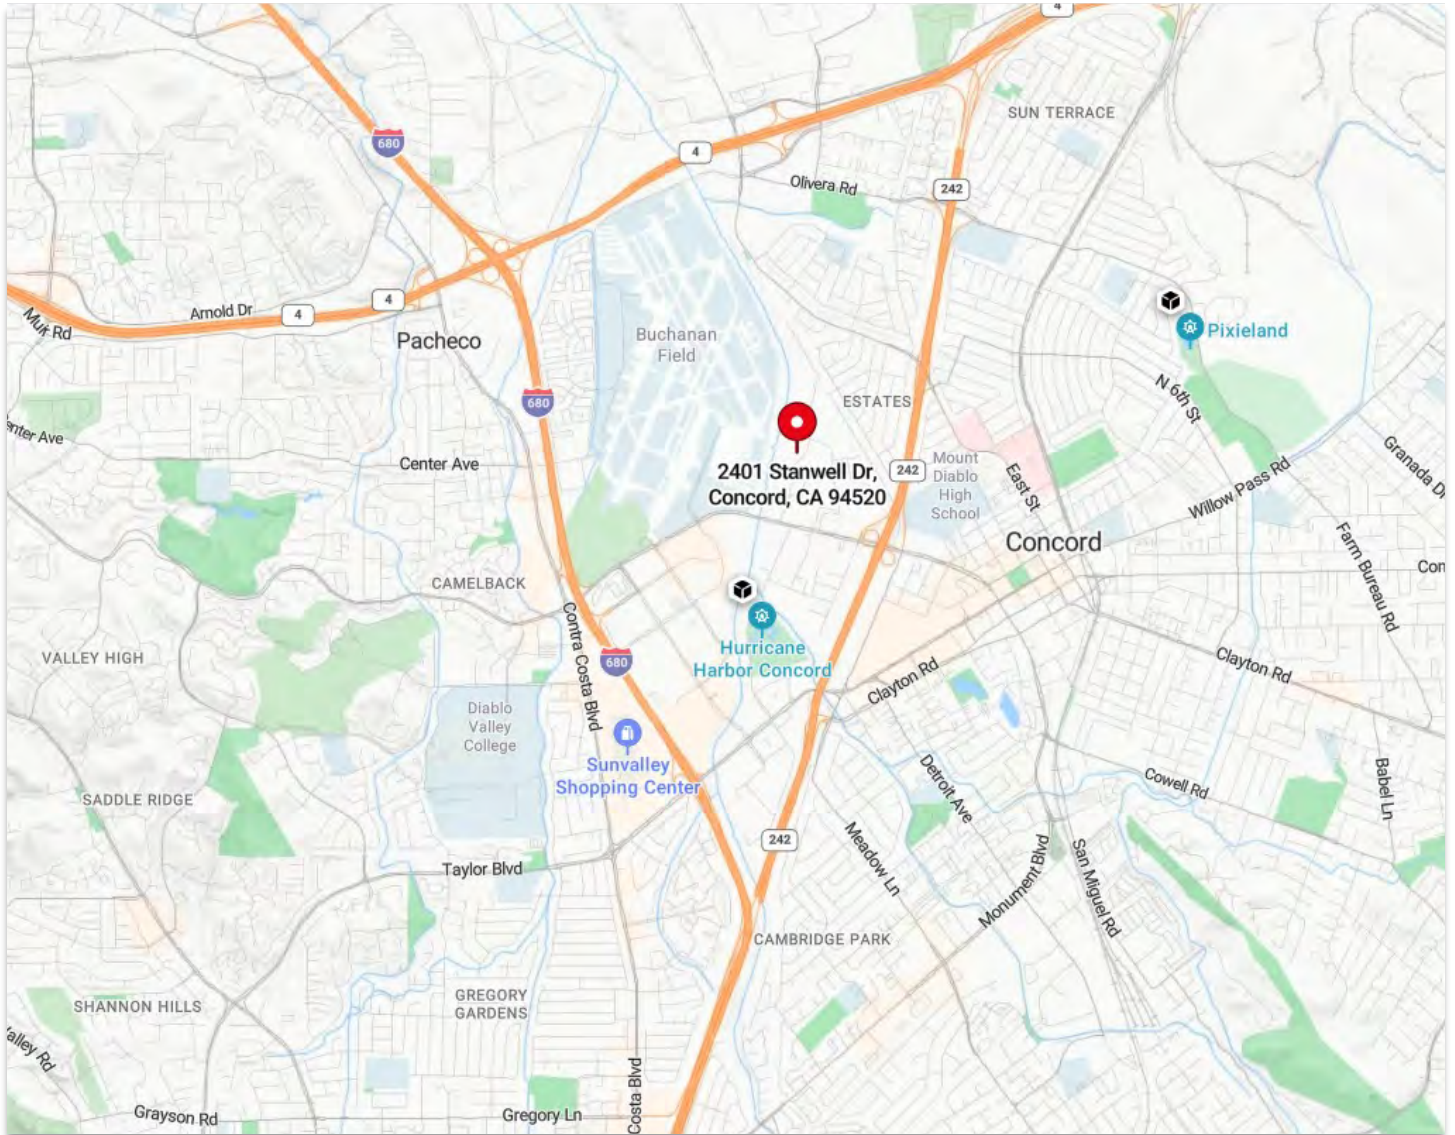 4
680
SUN TERRACE
4
Olivera Rd
242
Arnold Dr
4
4
Muir Rd
Pacheco
Buchanan
Field
Pixieland
680
ESTATES
N 6th St
enter Ave
Center Ave
2401 Stanwell Dr,
Concord, CA 94520
242
Mount
Diablo
High
School
East St
Granada D
Willow Pass Rd
Concord
Farm Bureau Rd
Con
CAMELBACK
Contra Costa Blvd
Hurricane
Harbor Concord
VALLEY HIGH
680
Clayton Rd
Clayton Rd
Diablo
Valley
College
Sunvalley
Shopping Center
Detroit Ave
Cowell Rd
Babel Ln
SADDLE RIDGE
242
Meadow Ln
Monument Blvd
San Miguel Rd
Taylor Blvd
CAMBRIDGE PARK
SHANNON HILLS
GREGORY
GARDENS
alley Rd
Costa Blvd
Grayson Rd
Gregory Ln